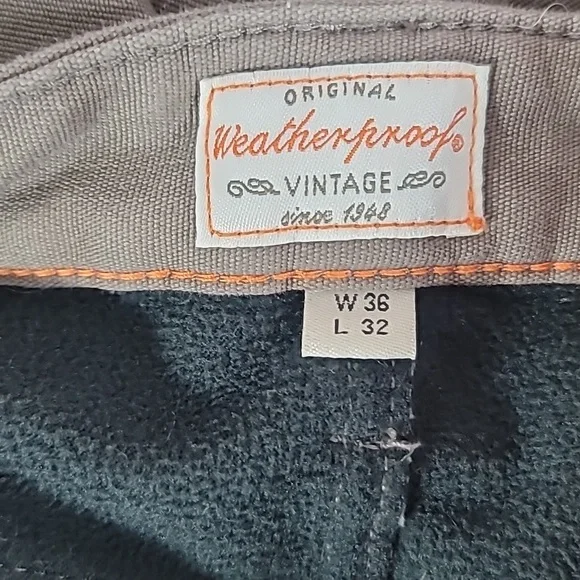 ORIGINAL
Weatherproof®
VINTAGE
since 1948
W 36
L 32